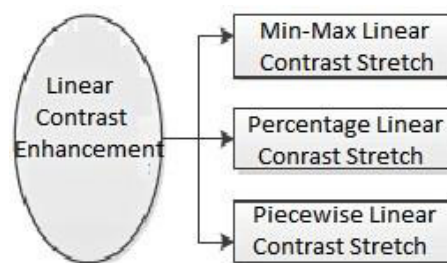 Linear
Contrast
Enhancement
Min-Max Linear
Contrast Stretch
Percentage Linear
Conrast Stretch
Piecewise Linear
Contrast Stretch